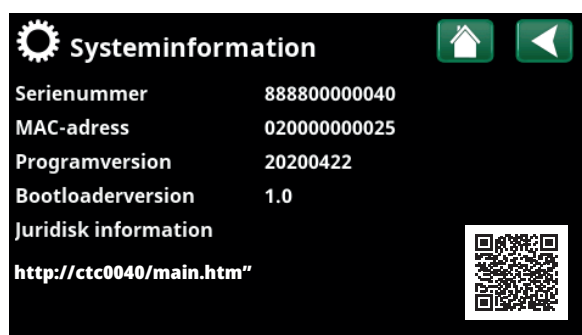 Systeminformation
Serienummer 888800000040
MAC-adress 020000000025
Programversion 20200422
Bootloaderversion 1.0
Juridisk information
http://ctc0040/main.htm”